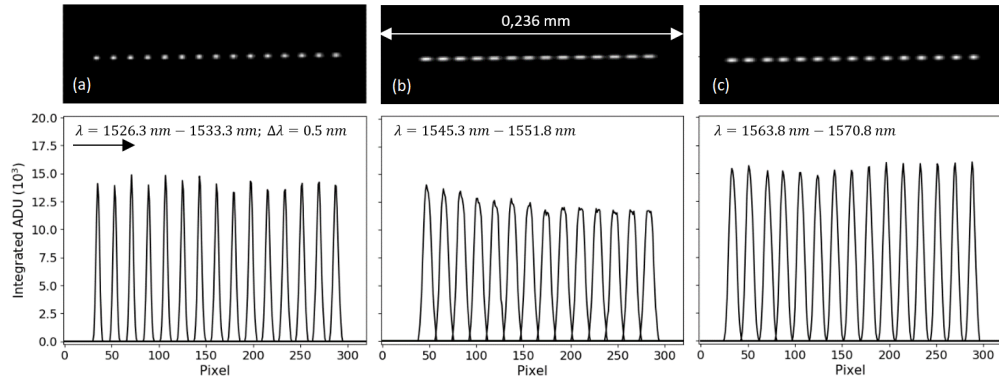 0,236 mm
(a)
(b)
(c)
λ = 1526.3 nm − 1533.3 nm; Δλ = 0.5 nm
λ = 1545.3 nm − 1551.8 nm
λ = 1563.8 nm − 1570.8 nm
Integrated ADU (10³)
20.0
17.5
15.0
12.5
10.0
7.5
5.0
2.5
0.0
0 50 100 150 200 250 300
0 50 100 150 200 250 300
0 50 100 150 200 250 300
Pixel
Pixel
Pixel